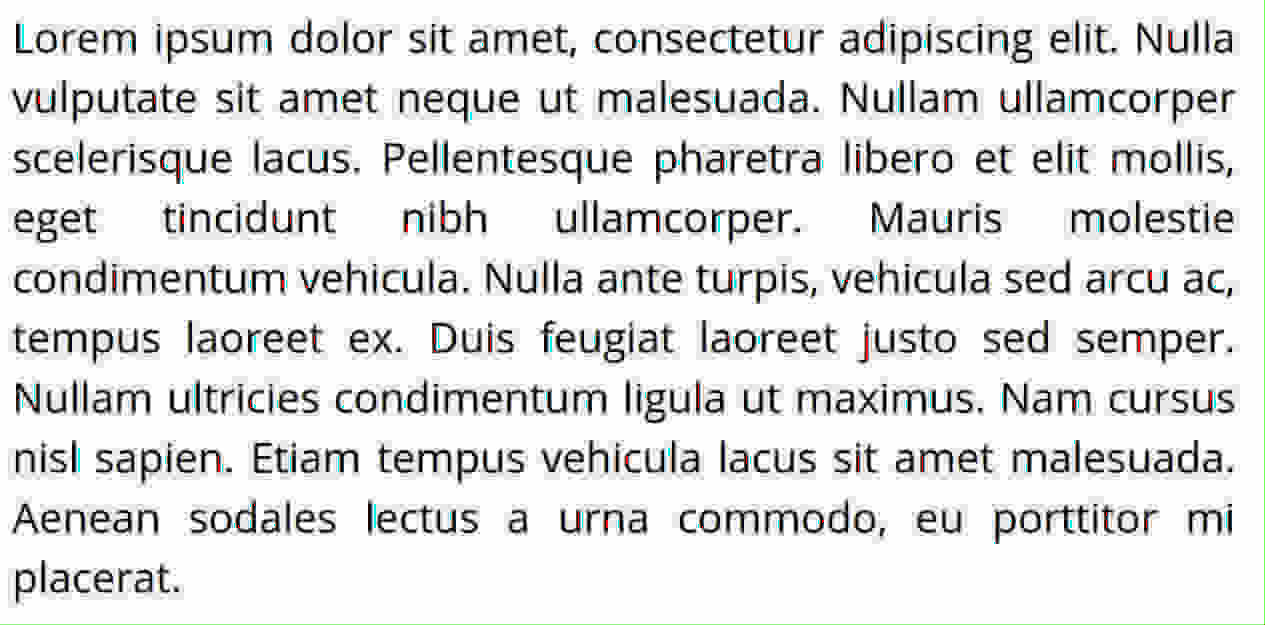 Lorem ipsum dolor sit amet, consectetur adipiscing elit. Nulla
vulputate sit amet neque ut malesuada. Nullam ullamcorper
scelerisque lacus. Pellentesque pharetra libero et elit mollis,
eget tincidunt nibh ullamcorper. Mauris molestie
condimentum vehicula. Nulla ante turpis, vehicula sed arcu ac,
tempus laoreet ex. Duis feugiat laoreet justo sed semper.
Nullam ultricies condimentum ligula ut maximus. Nam cursus
nisl sapien. Etiam tempus vehicula lacus sit amet malesuada.
Aenean sodales lectus a urna commodo, eu porttitor mi
placerat.